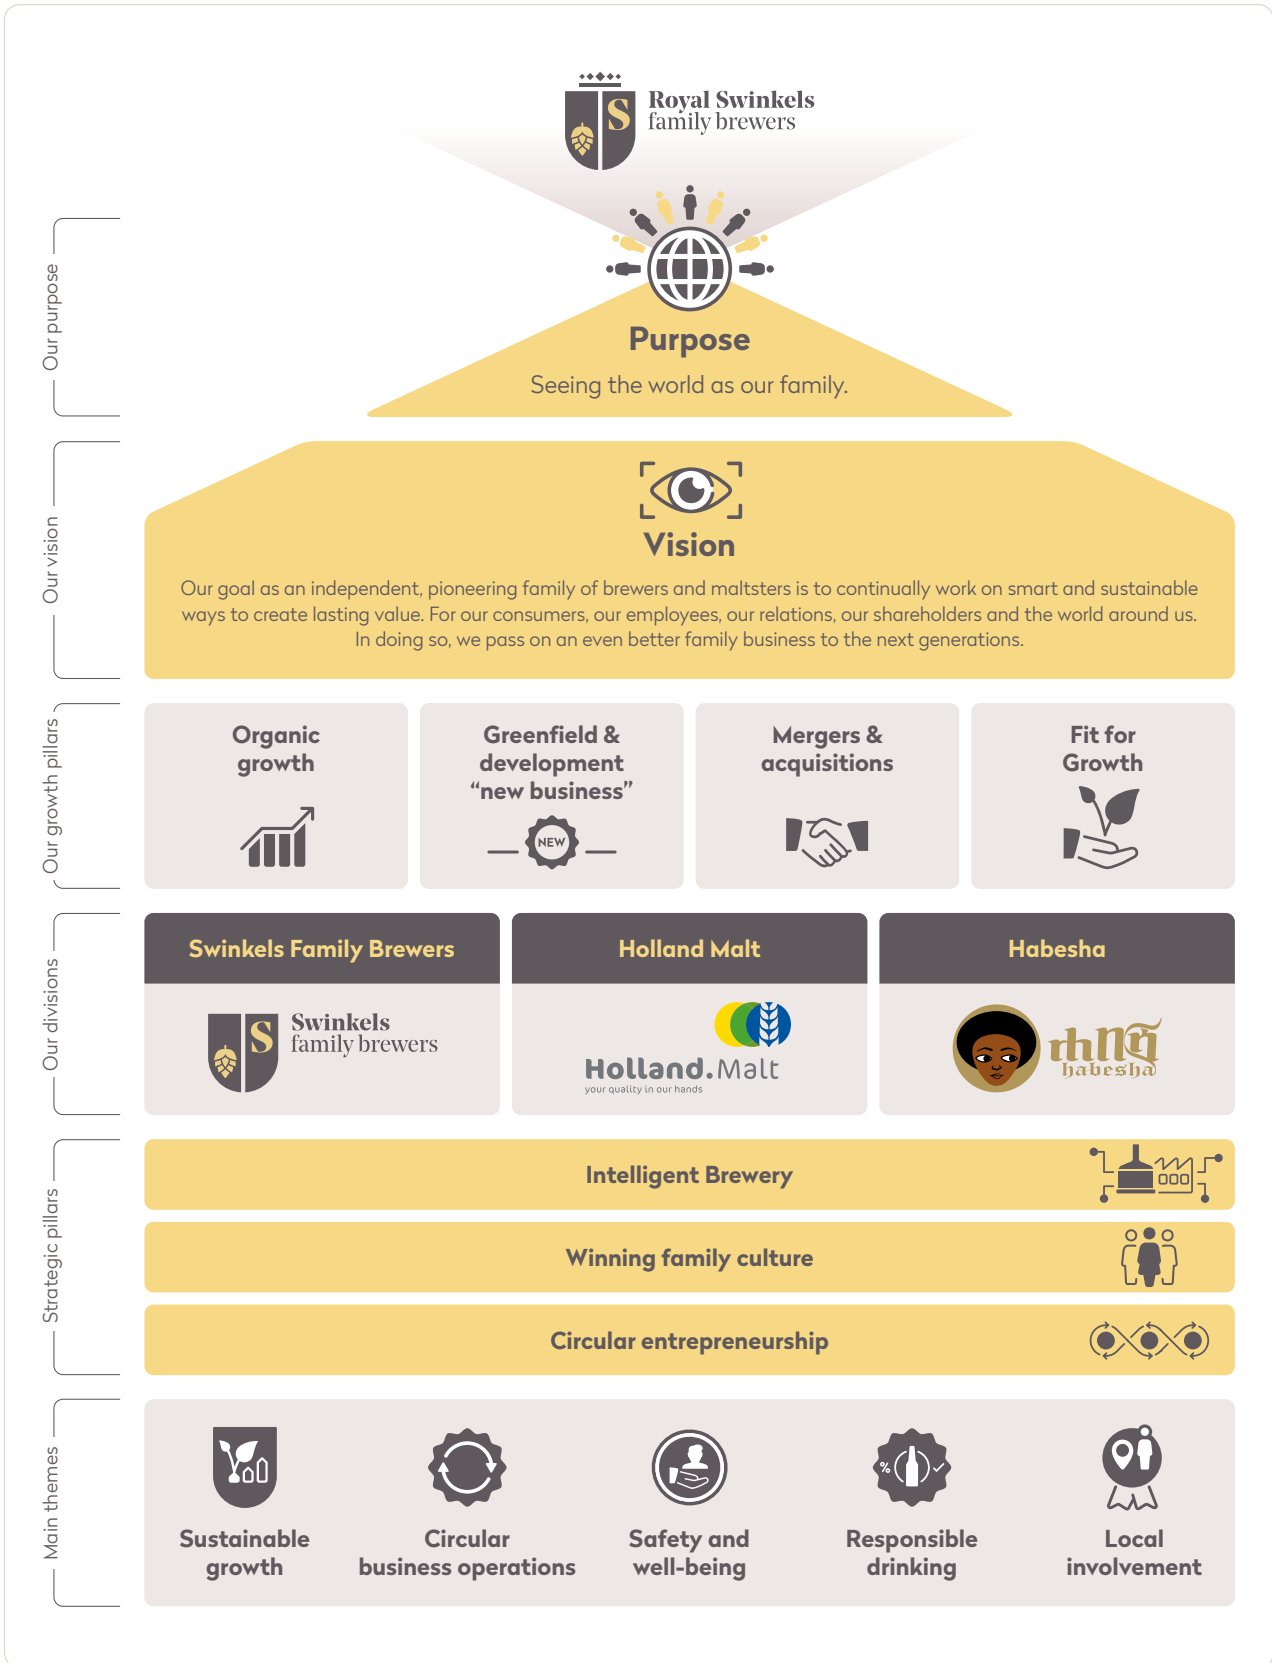 Royal Swinkels
family brewers
Our purpose
Purpose
Seeing the world as our family.
Our vision
Vision
Our goal as an independent, pioneering family of brewers and maltsters is to continually work on smart and sustainable
ways to create lasting value. For our consumers, our employees, our relations, our shareholders and the world around us.
In doing so, we pass on an even better family business to the next generations.
Our growth pillars
Organic
growth
Greenfield &
development
“new business”
NEW
Mergers &
acquisitions
Fit for
Growth
Our divisions
Swinkels Family Brewers
S
Swinkels
family brewers
Holland Malt
Holland.Malt
your quality in our hands
Habesha
habesha
Strategic pillars
Intelligent Brewery
Winning family culture
Circular entrepreneurship
Main themes
Sustainable
growth
Circular
business operations
Safety and
well-being
%
Responsible
drinking
Local
involvement